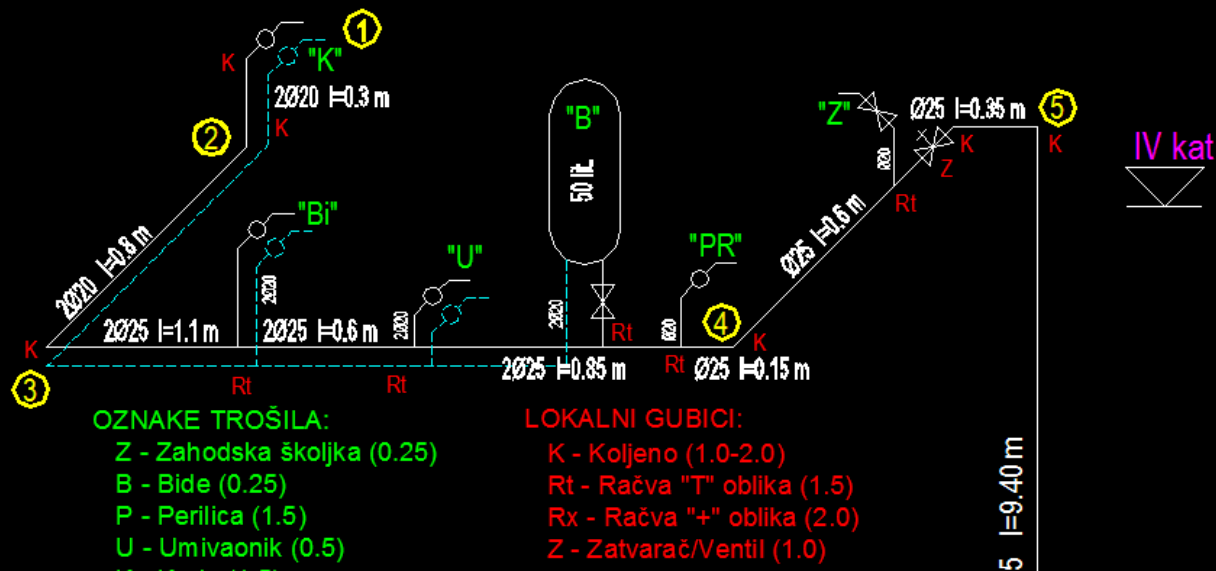 1
K
"K"
2Ø20 l=0.3 m
2
K
"B"
50 lit.
"Z"
Ø25 l=0.35 m
5
K
K
Z
IV kat
Ø20
Rt
2Ø20 l=0.8 m
"Bi"
2Ø20
"U"
2Ø20
2Ø20
"PR"
Ø20
Ø25 l=0.6 m
2Ø25 l=1.1 m
2Ø25 l=0.6 m
Rt
4
K
K
3
Rt
Rt
2Ø25 l=0.85 m
Rt
Ø25 l=0.15 m
OZNAKE TROŠILA:
Z - Zahodska školjka (0.25)
B - Bide (0.25)
P - Perilica (1.5)
U - Umivaonik (0.5)
LOKALNI GUBICI:
K - Koljeno (1.0-2.0)
Rt - Račva "T" oblika (1.5)
Rx - Račva "+" oblika (2.0)
Z - Zatvarač/Ventil (1.0)
5 l=9.40 m